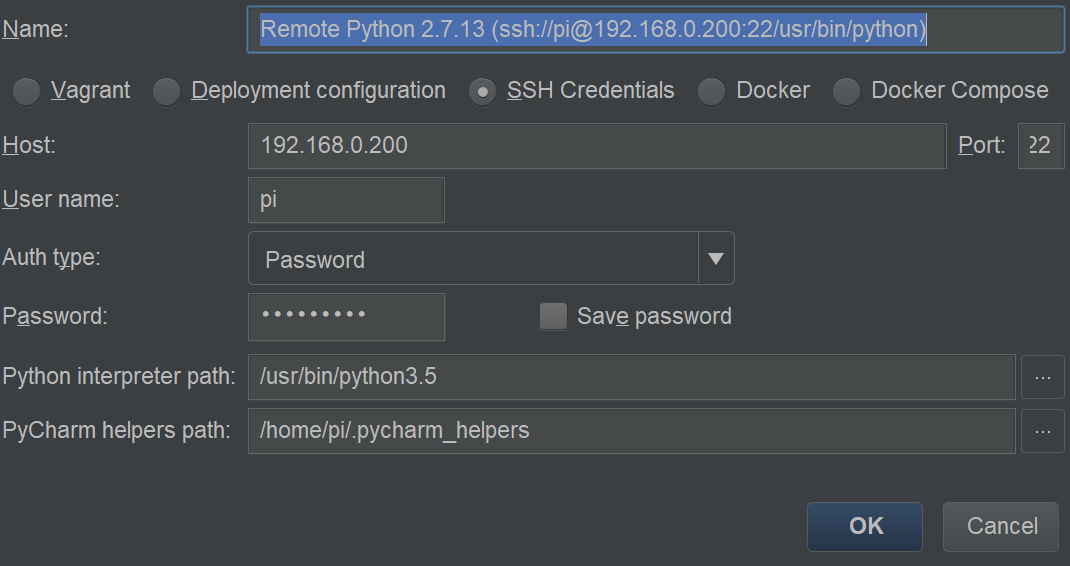 Name: Remote Python 2.7.13 (ssh://pi@192.168.0.200:22/usr/bin/python)
Vagrant Deployment configuration SSH Credentials Docker Docker Compose
Host: 192.168.0.200 Port: 22
User name: pi
Auth type: Password
Password: ••••••••• Save password
Python interpreter path: /usr/bin/python3.5 ...
PyCharm helpers path: /home/pi/.pycharm_helpers ...
OK Cancel